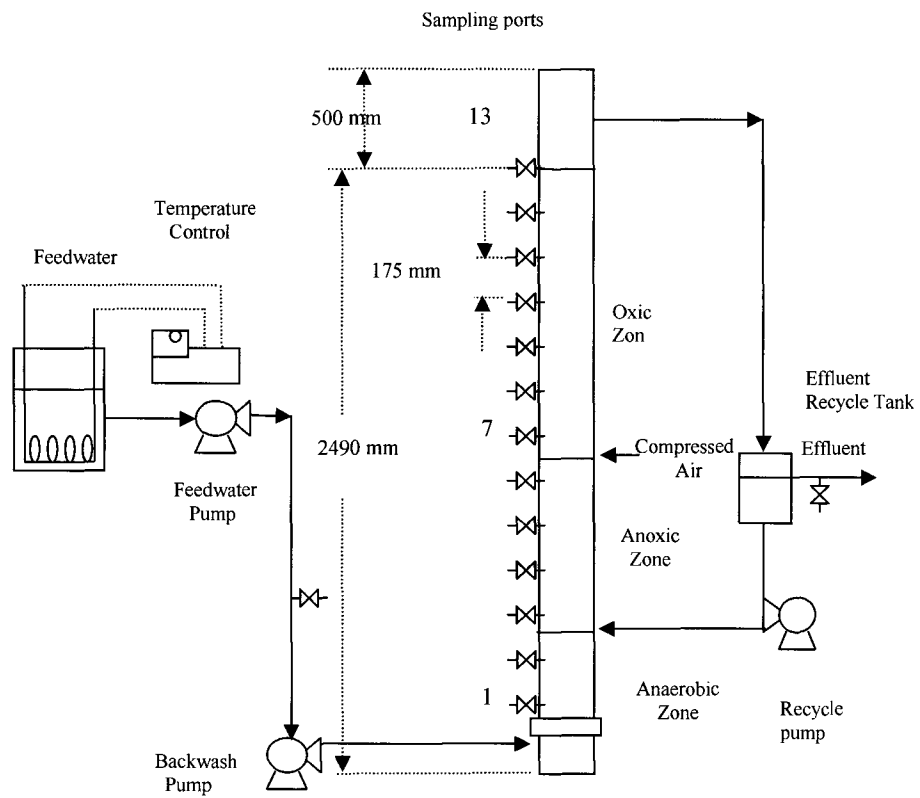 Sampling ports
500 mm
13
Temperature
Control
Feedwater
175 mm
Oxic
Zon
Effluent
Recycle Tank
7
2490 mm
Compressed
Air
Effluent
Feedwater
Pump
Anoxic
Zone
1
Anaerobic
Zone
Recycle
pump
Backwash
Pump